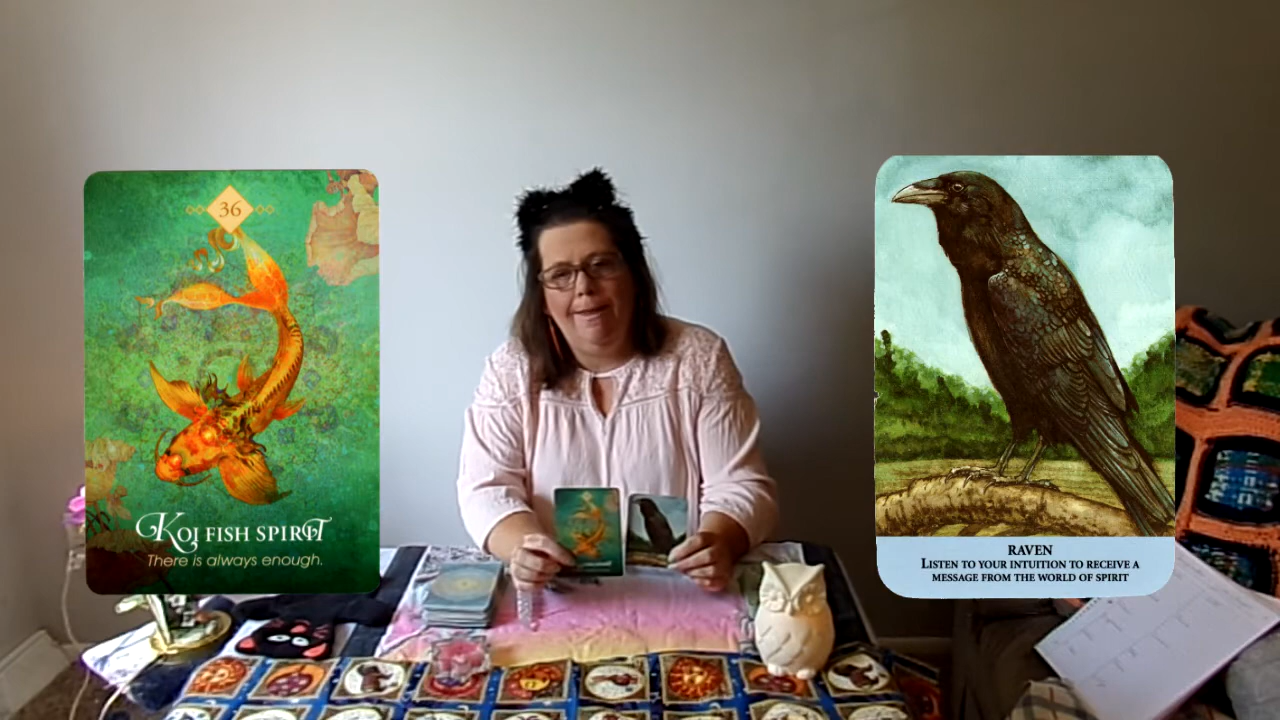 36
KOI FISH SPIRIT
There is always enough.
RAVEN
LISTEN TO YOUR INTUITION TO RECEIVE A
MESSAGE FROM THE WORLD OF SPIRIT